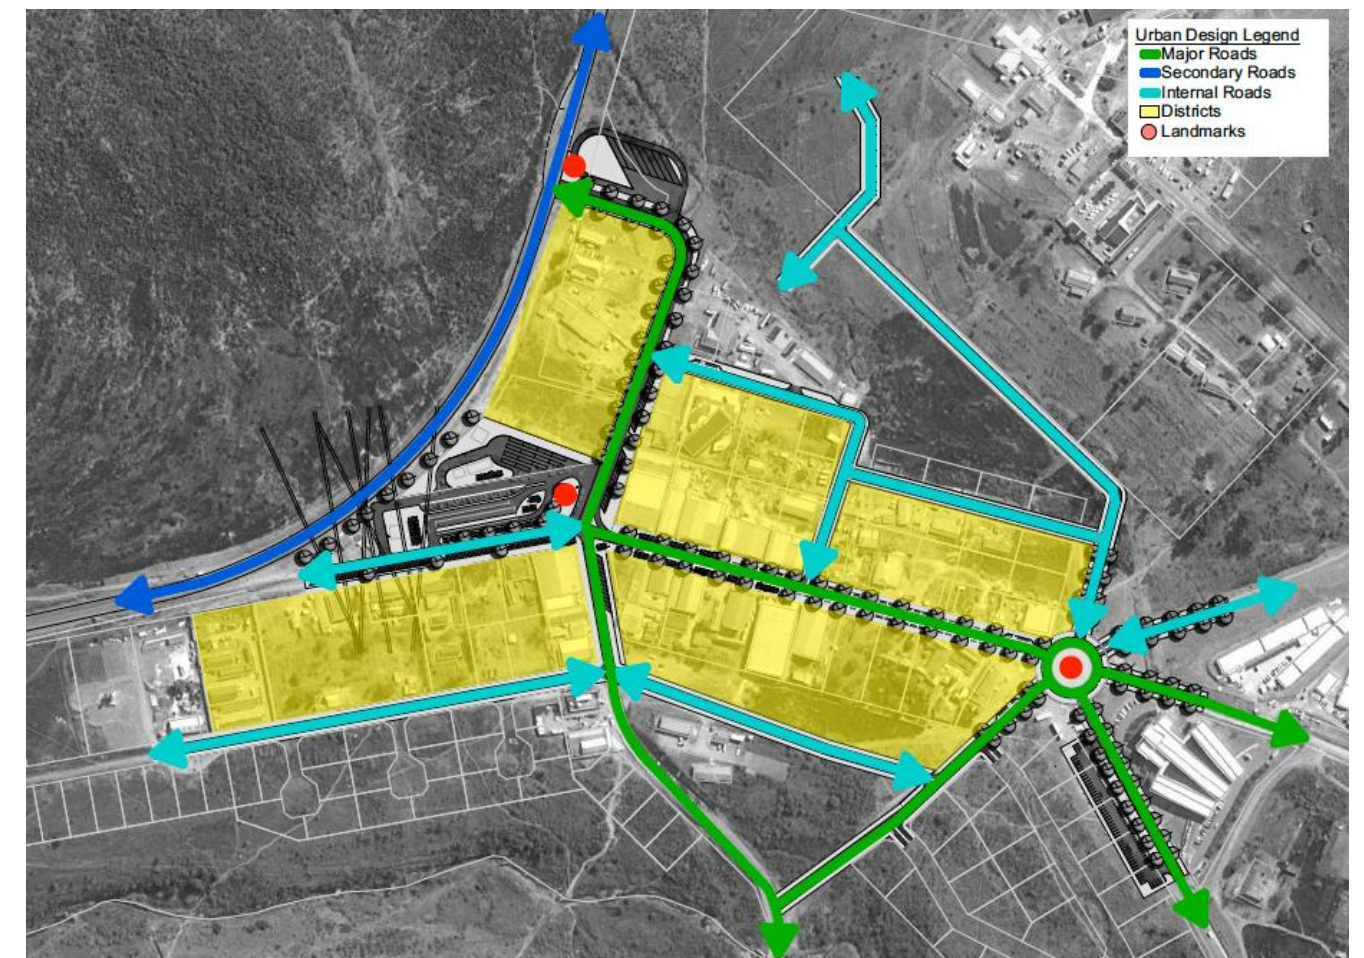 Urban Design Legend
Major Roads
Secondary Roads
Internal Roads
Districts
Landmarks